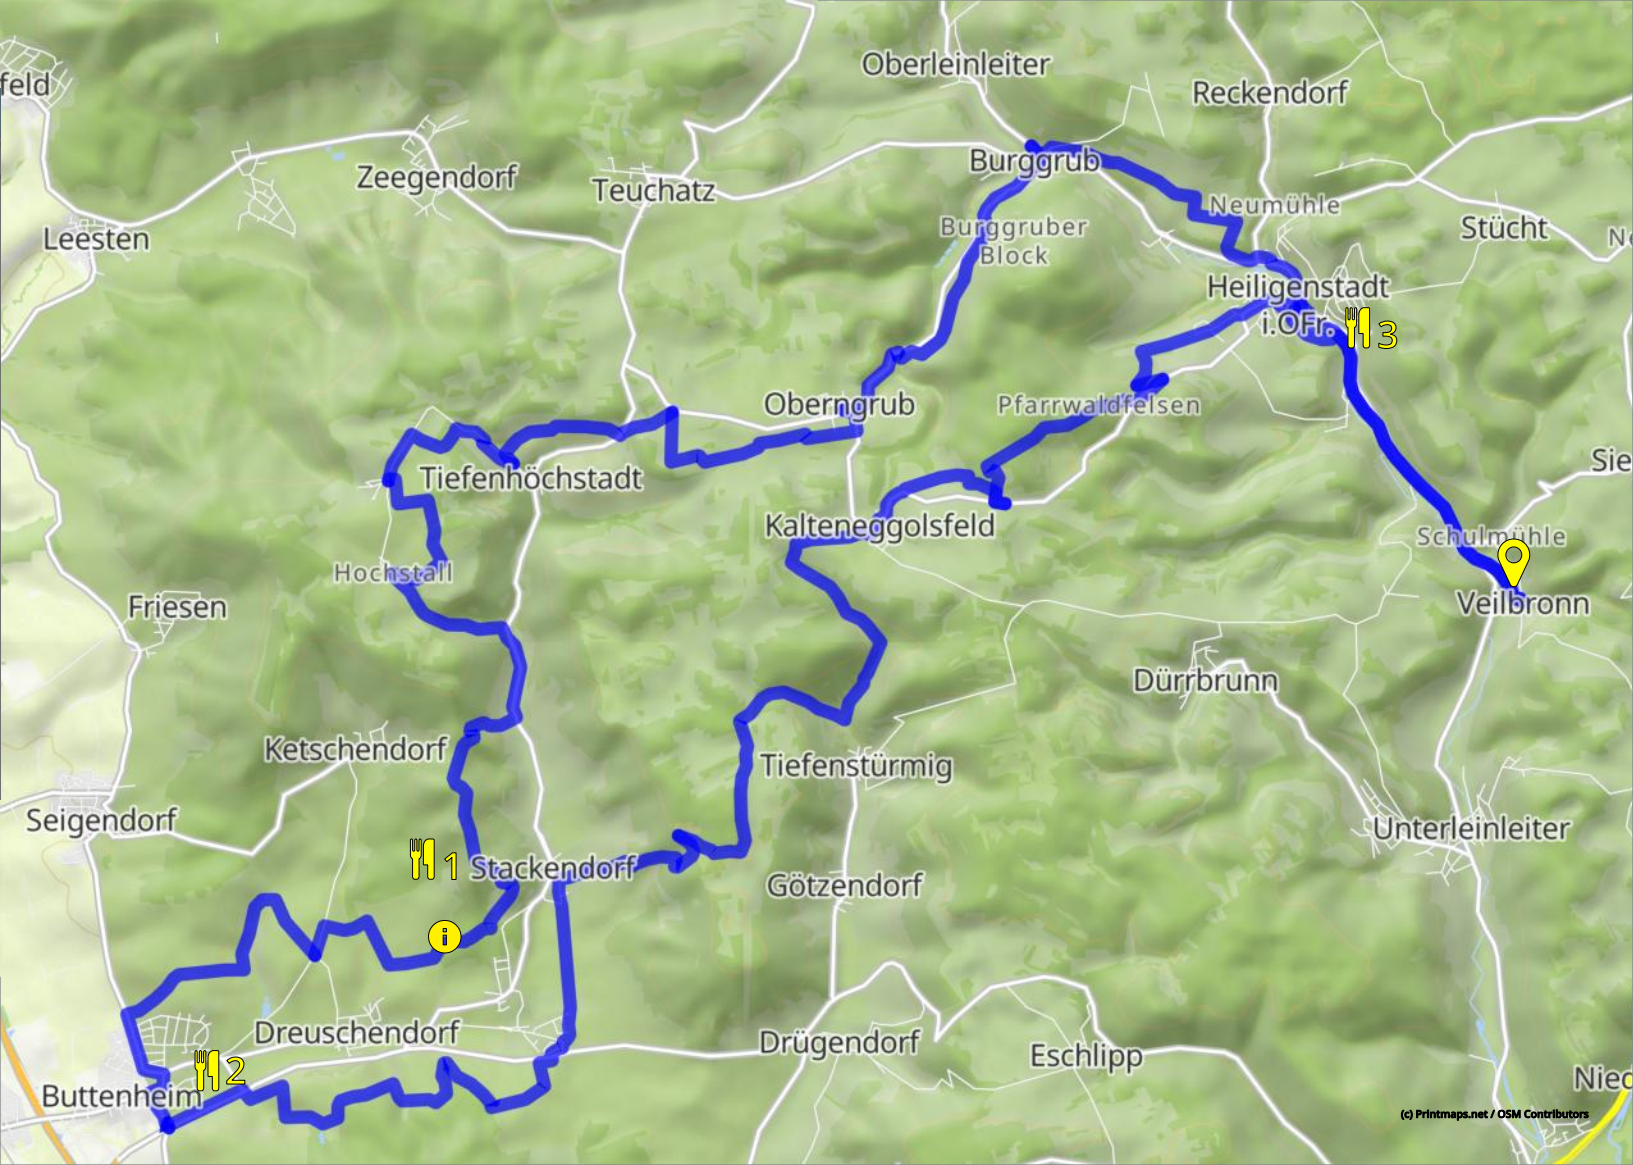 Oberleinleiter
feld
Reckendorf
Burggrub
Zeegendorf
Teuchatz
Neumühle
Leesten
Burggruber
Block
Stücht
Heiligenstadt
i.OFr.
3
Oberngrub
Pfarrwaldfelsen
Sie
Tiefenhöchstadt
Kalteneggolsfeld
Schulmühle
Hochstall
Friesen
Veilbronn
Dürrbrunn
Ketschendorf
Tiefenstürmig
Seigendorf
Unterleinleiter
1
Stackendorf
Götzendorf
i
Dreuschendorf
Drügendorf
Eschlipp
2
Buttenheim
Nied
(c) Printmaps.net / OSM Contributors